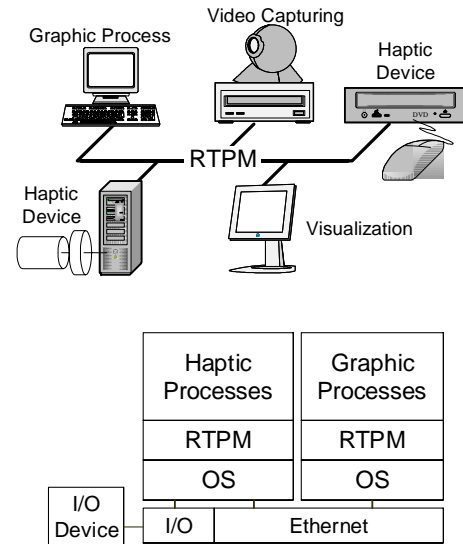 Video Capturing
Graphic Process
Haptic
Device
DVD
RTPM
Haptic
Device
Visualization
Haptic
Processes
Graphic
Processes
RTPM
RTPM
OS
OS
I/O
Device
I/O
Ethernet